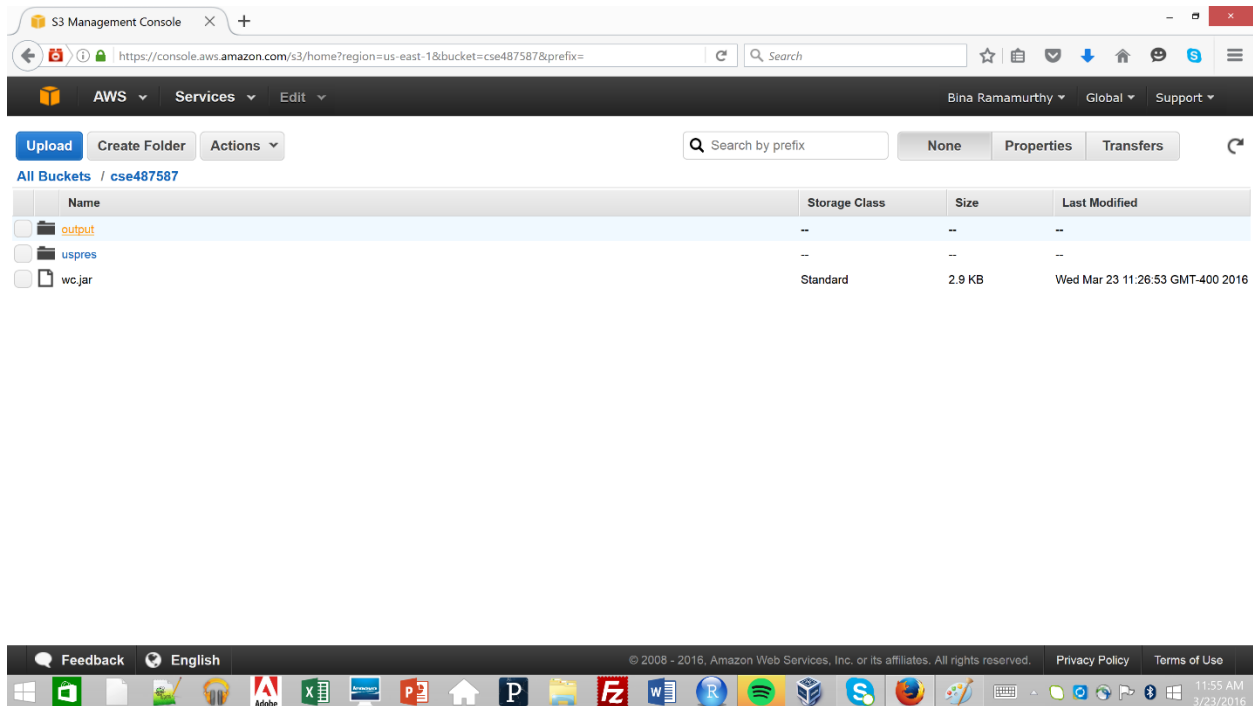 S3 Management Console
https://console.aws.amazon.com/s3/home?region=us-east-1&bucket=cse487587&prefix=
Search
AWS Services Edit Bina Ramamurthy Global Support
Upload Create Folder Actions Search by prefix None Properties Transfers
All Buckets / cse487587
Name Storage Class Size Last Modified
output -- -- --
uspres -- -- --
wc.jar Standard 2.9 KB Wed Mar 23 11:26:53 GMT-400 2016
Feedback English © 2008 - 2016, Amazon Web Services, Inc. or its affiliates. All rights reserved. Privacy Policy Terms of Use
Adobe
11:55 AM
3/23/2016